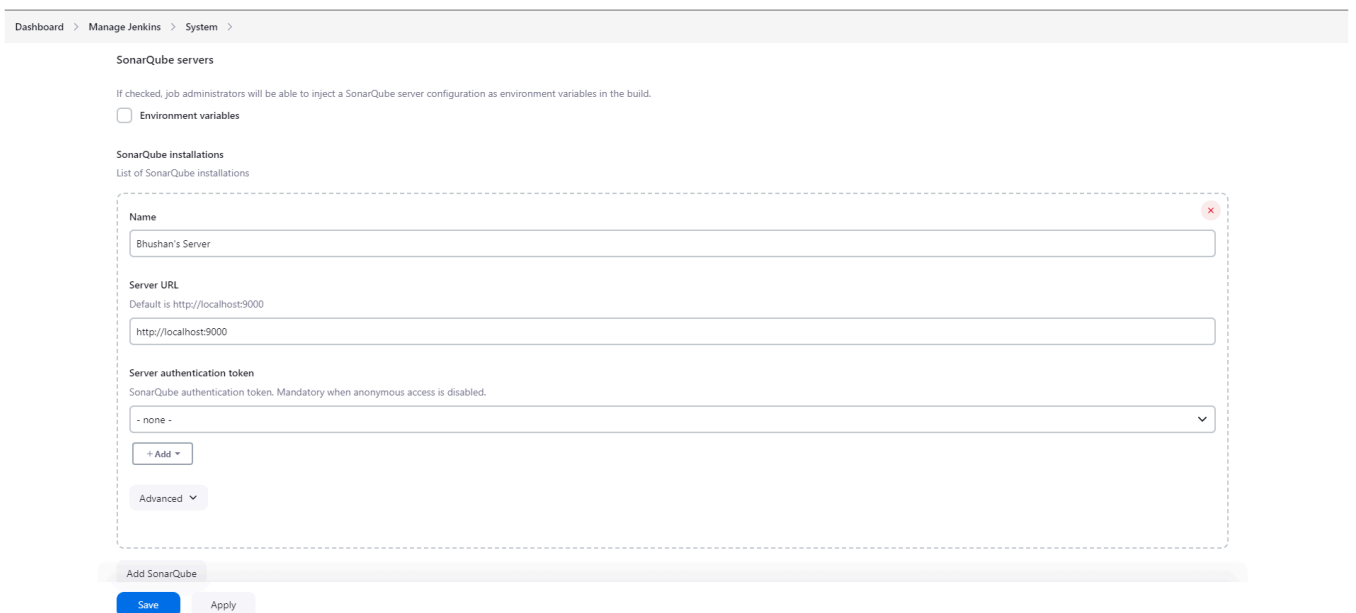 Dashboard > Manage Jenkins > System >
SonarQube servers
If checked, job administrators will be able to inject a SonarQube server configuration as environment variables in the build.
Environment variables
SonarQube installations
List of SonarQube installations
Name
Bhushan's Server
Server URL
Default is http://localhost:9000
http://localhost:9000
Server authentication token
SonarQube authentication token. Mandatory when anonymous access is disabled.
- none -
+ Add
Advanced
Add SonarQube
Save Apply